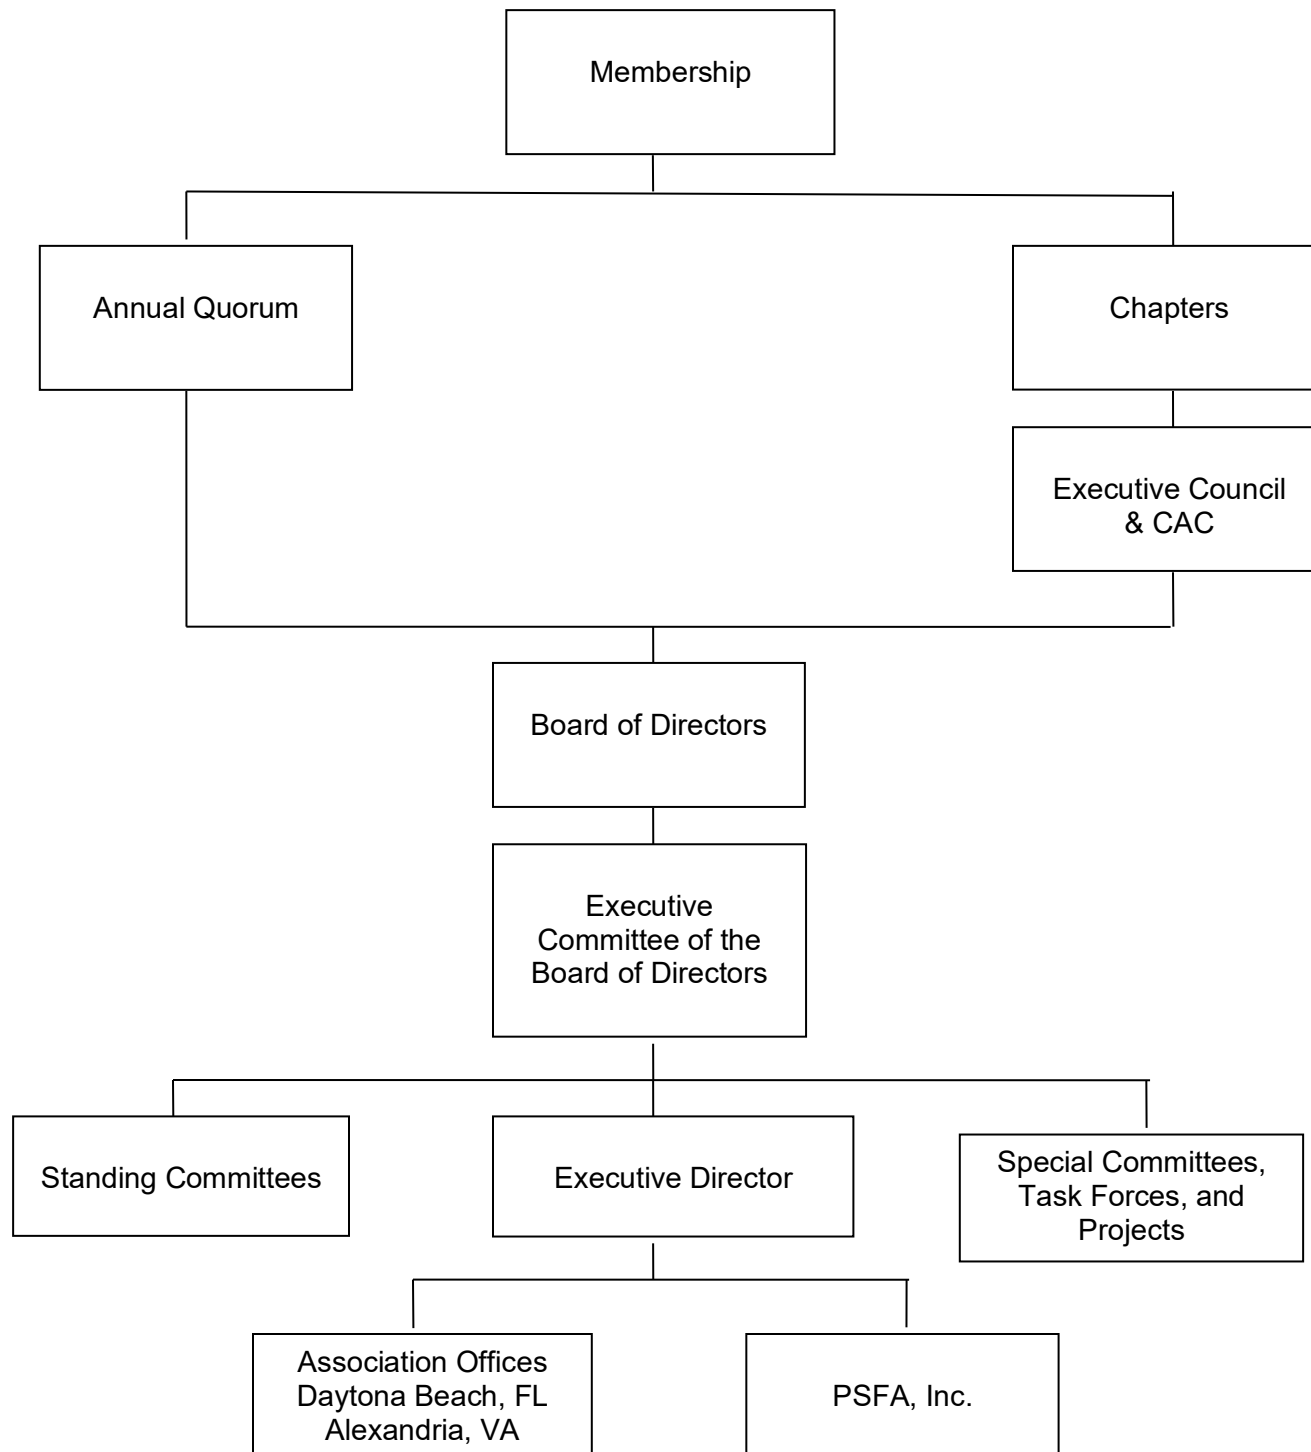 Membership
Annual Quorum
Chapters
Executive Council
& CAC
Board of Directors
Executive
Committee of the
Board of Directors
Standing Committees
Executive Director
Special Committees,
Task Forces, and
Projects
Association Offices
Daytona Beach, FL
Alexandria, VA
PSFA, Inc.